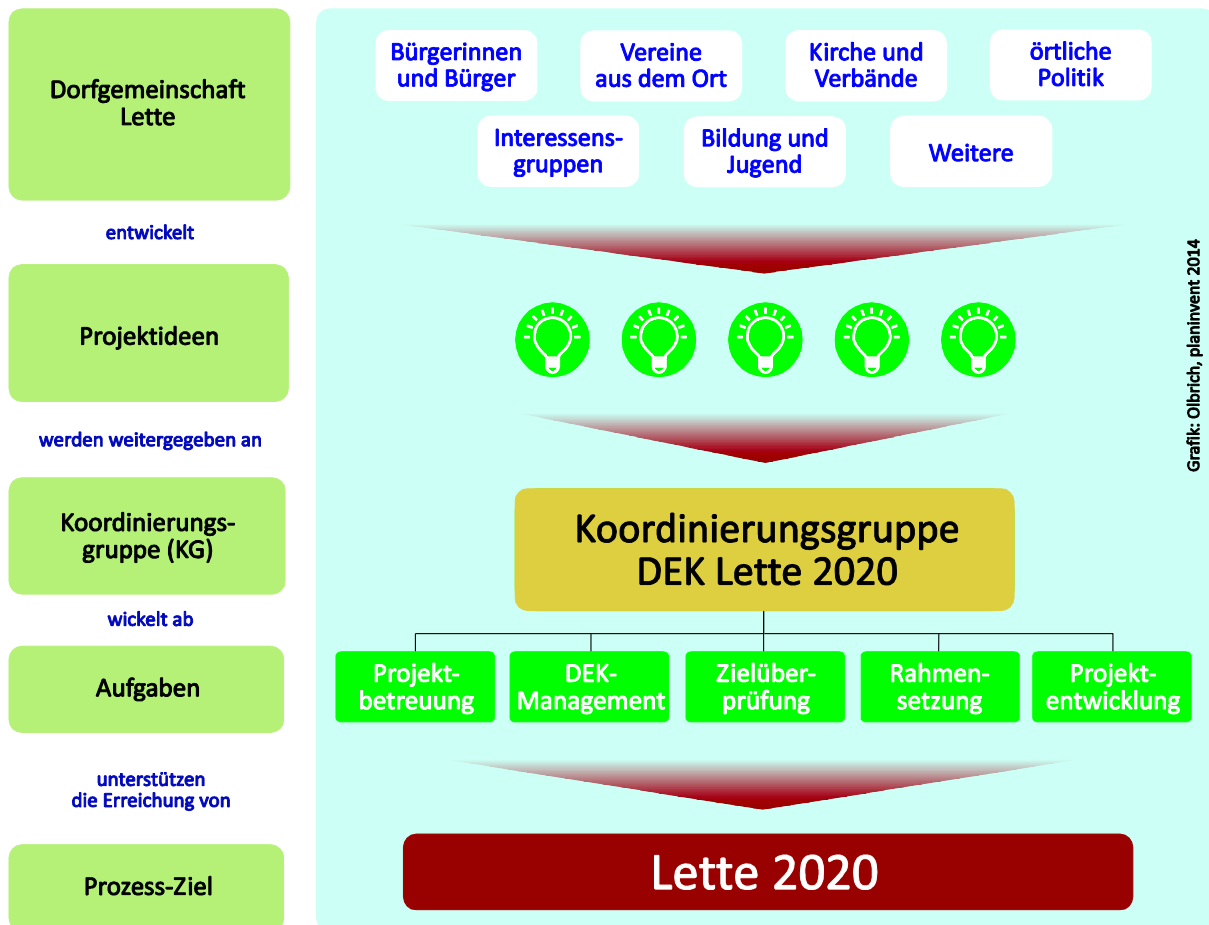 Dorfgemeinschaft
Lette
entwickelt
Projektideen
werden weitergegeben an
Koordinierungs-
gruppe (KG)
wickelt ab
Aufgaben
unterstützen
die Erreichung von
Prozess-Ziel
Bürgerinnen
und Bürger
Vereine
aus dem Ort
Kirche und
Verbände
örtliche
Politik
Interessens-
gruppen
Bildung und
Jugend
Weitere
Koordinierungsgruppe
DEK Lette 2020
Projekt-
betreuung
DEK-
Management
Zielüber-
prüfung
Rahmen-
setzung
Projekt-
entwicklung
Lette 2020
Grafik: Olbrich, planinvent 2014